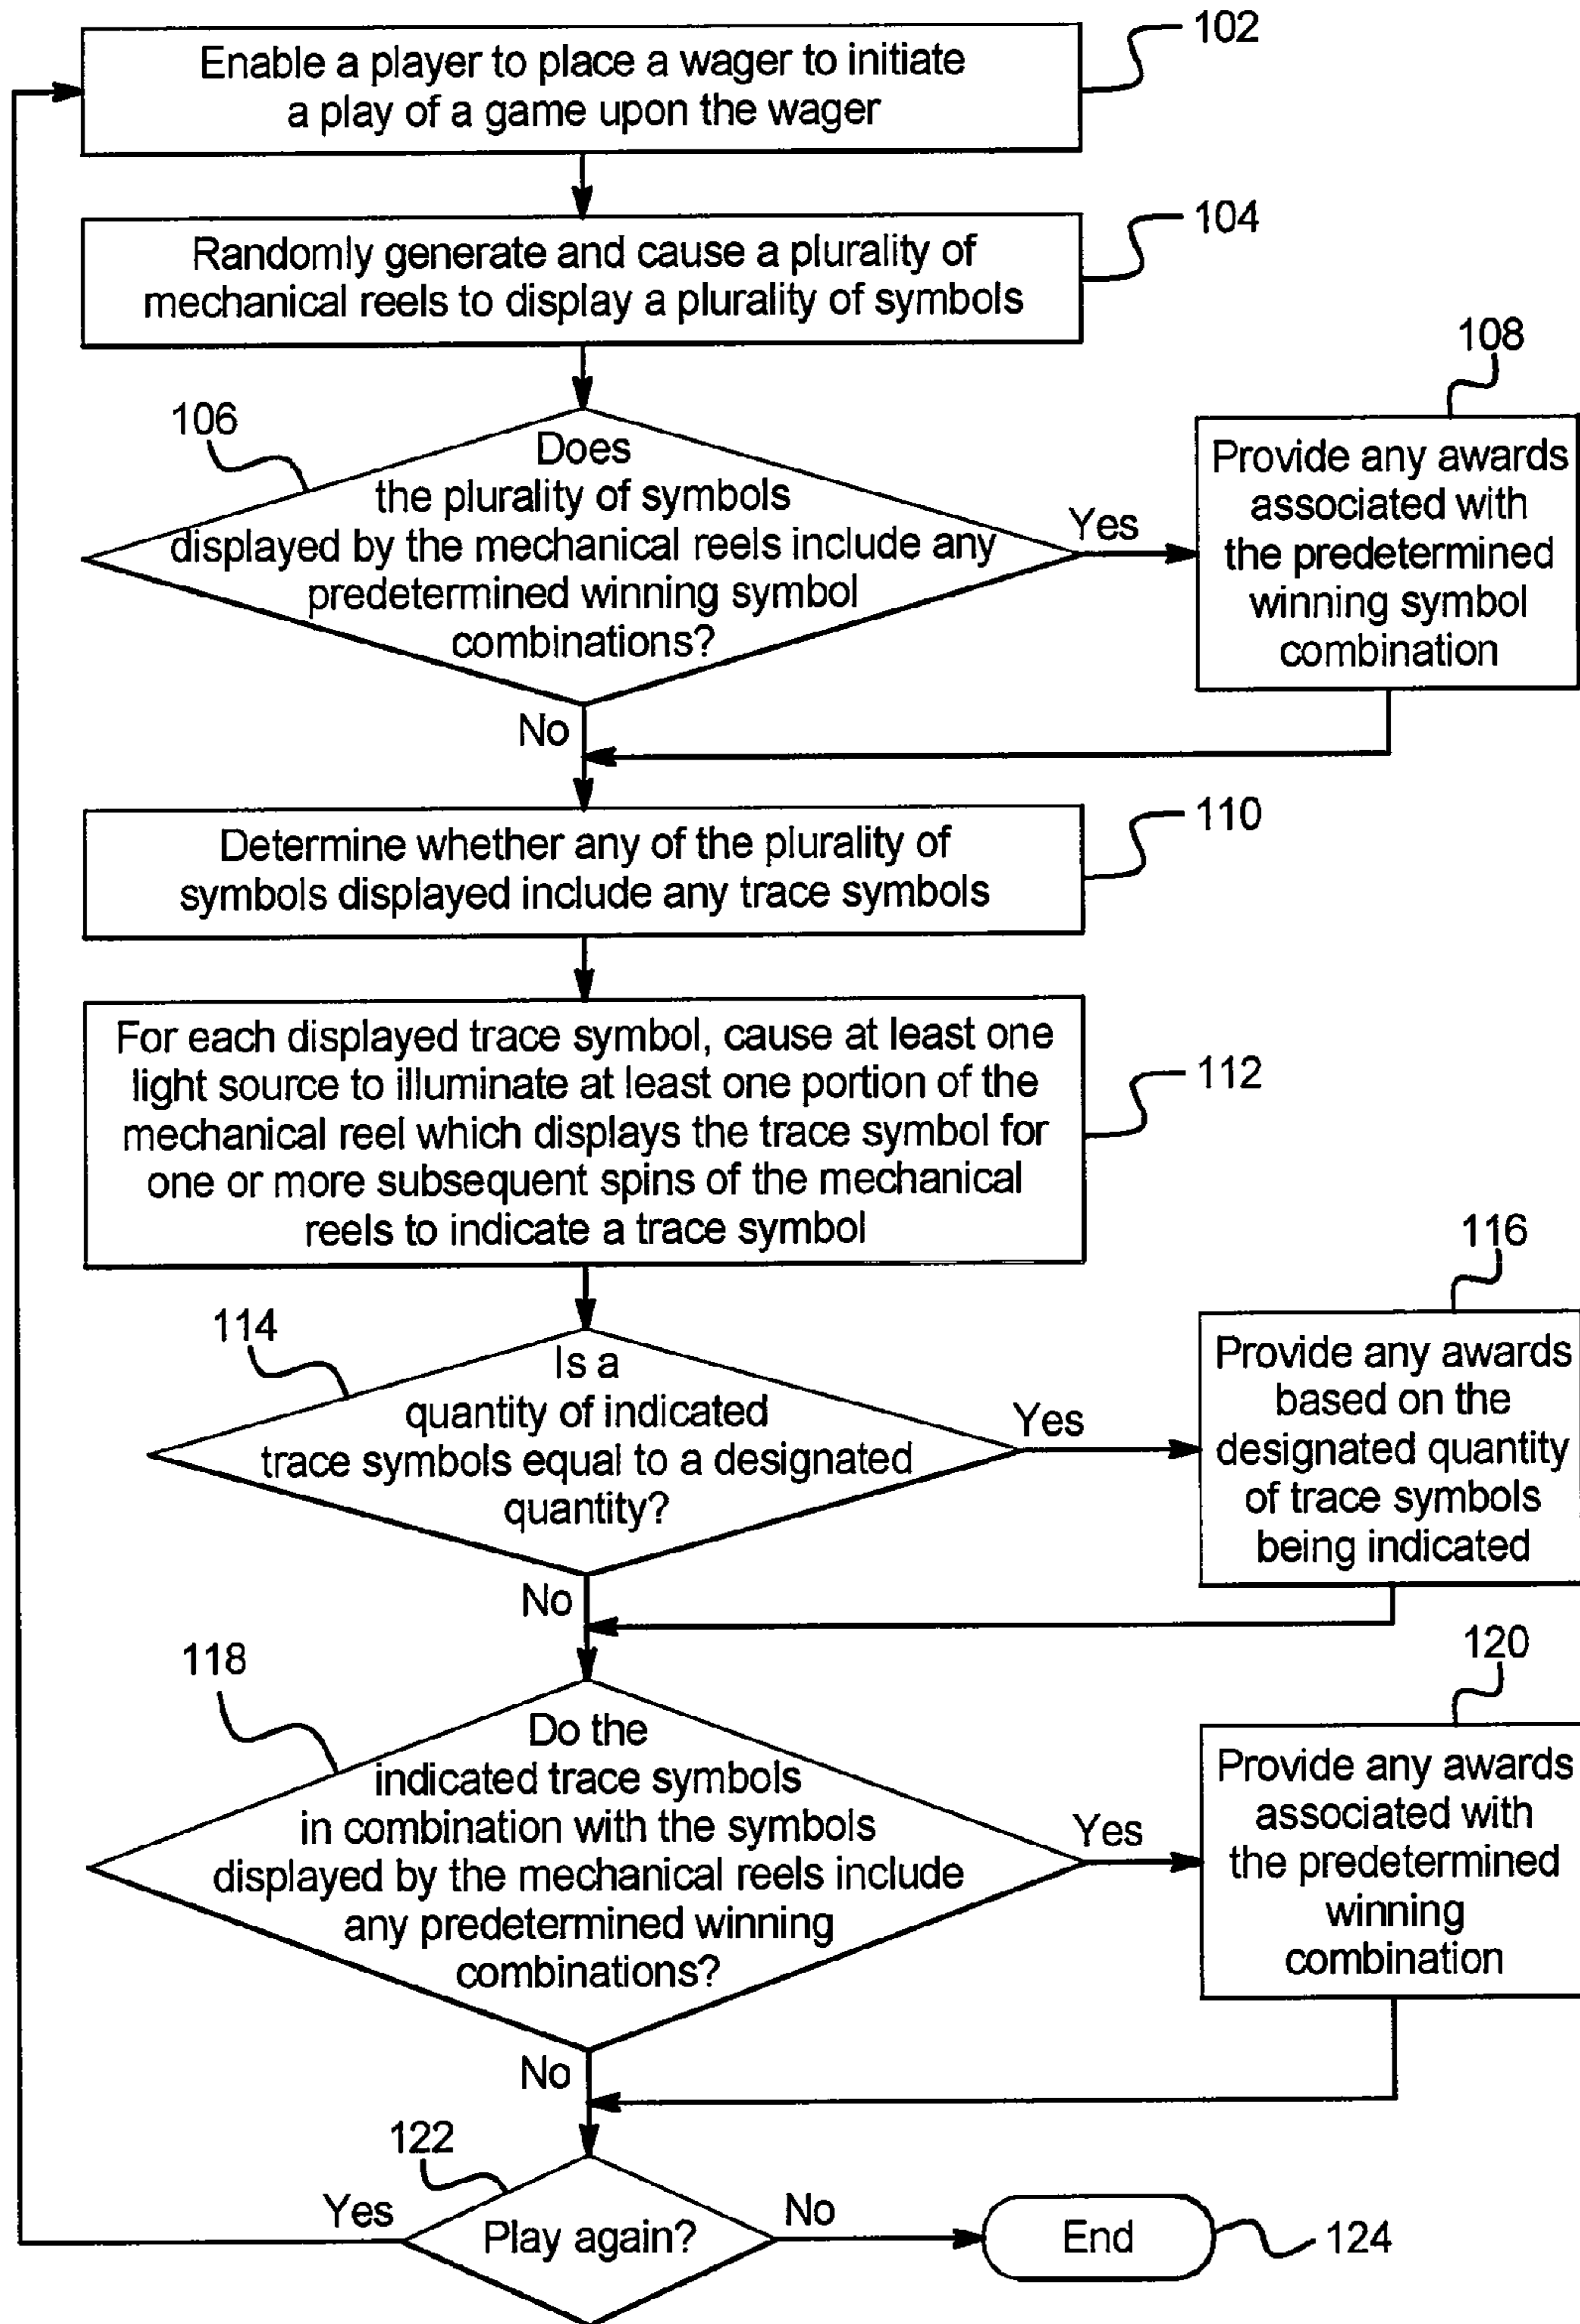 102
Enable a player to place a wager to initiate
a play of a game upon the wager
104
Randomly generate and cause a plurality of
mechanical reels to display a plurality of symbols
108
106
Does
the plurality of symbols
displayed by the mechanical reels include any
predetermined winning symbol
combinations?
Yes
Provide any awards
associated with
the predetermined
winning symbol
combination
No
110
Determine whether any of the plurality of
symbols displayed include any trace symbols
112
For each displayed trace symbol, cause at least one
light source to illuminate at least one portion of the
mechanical reel which displays the trace symbol for
one or more subsequent spins of the mechanical
reels to indicate a trace symbol
116
114
Is a
quantity of indicated
trace symbols equal to a designated
quantity?
Yes
Provide any awards
based on the
designated quantity
of trace symbols
being indicated
No
118
120
Do the
indicated trace symbols
in combination with the symbols
displayed by the mechanical reels include
any predetermined winning
combinations?
Yes
Provide any awards
associated with
the predetermined
winning
combination
No
122
Yes
Play again?
No
End
124